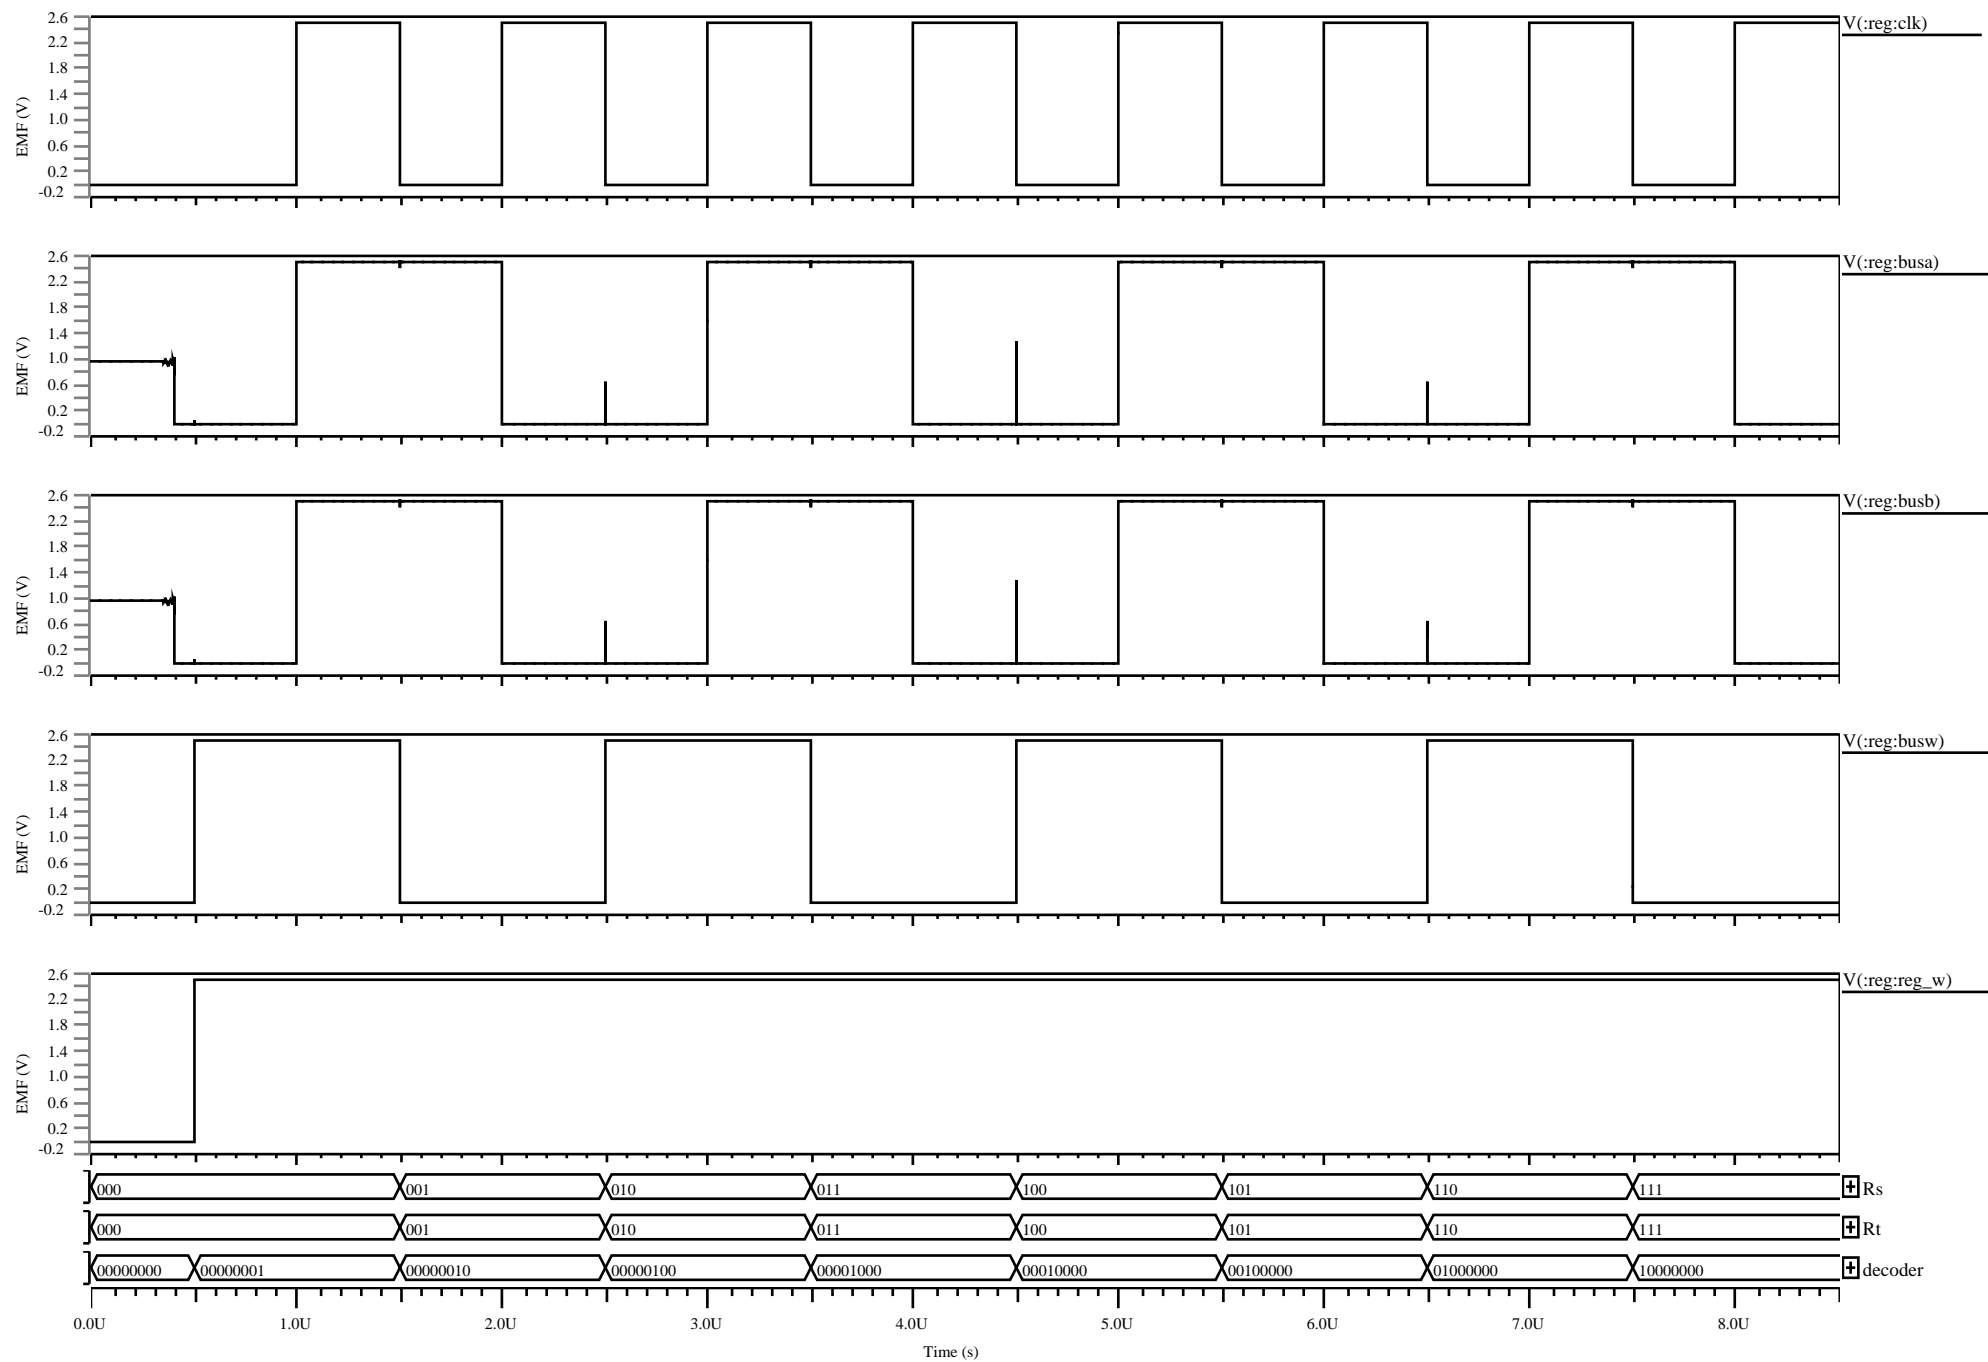 2.6
2.2
1.8
1.4
1.0
0.6
0.2
-0.2
EMF (V)
V(:reg:clk)
2.6
2.2
1.8
1.4
1.0
0.6
0.2
-0.2
EMF (V)
V(:reg:busa)
2.6
2.2
1.8
1.4
1.0
0.6
0.2
-0.2
EMF (V)
V(:reg:busb)
2.6
2.2
1.8
1.4
1.0
0.6
0.2
-0.2
EMF (V)
V(:reg:busw)
2.6
2.2
1.8
1.4
1.0
0.6
0.2
-0.2
EMF (V)
V(:reg:reg_w)
000 001 010 011 100 101 110 111 Rs
000 001 010 011 100 101 110 111 Rt
00000000 00000001 00000010 00000100 00001000 00010000 00100000 01000000 10000000 decoder
0.0U 1.0U 2.0U 3.0U 4.0U 5.0U 6.0U 7.0U 8.0U
Time (s)